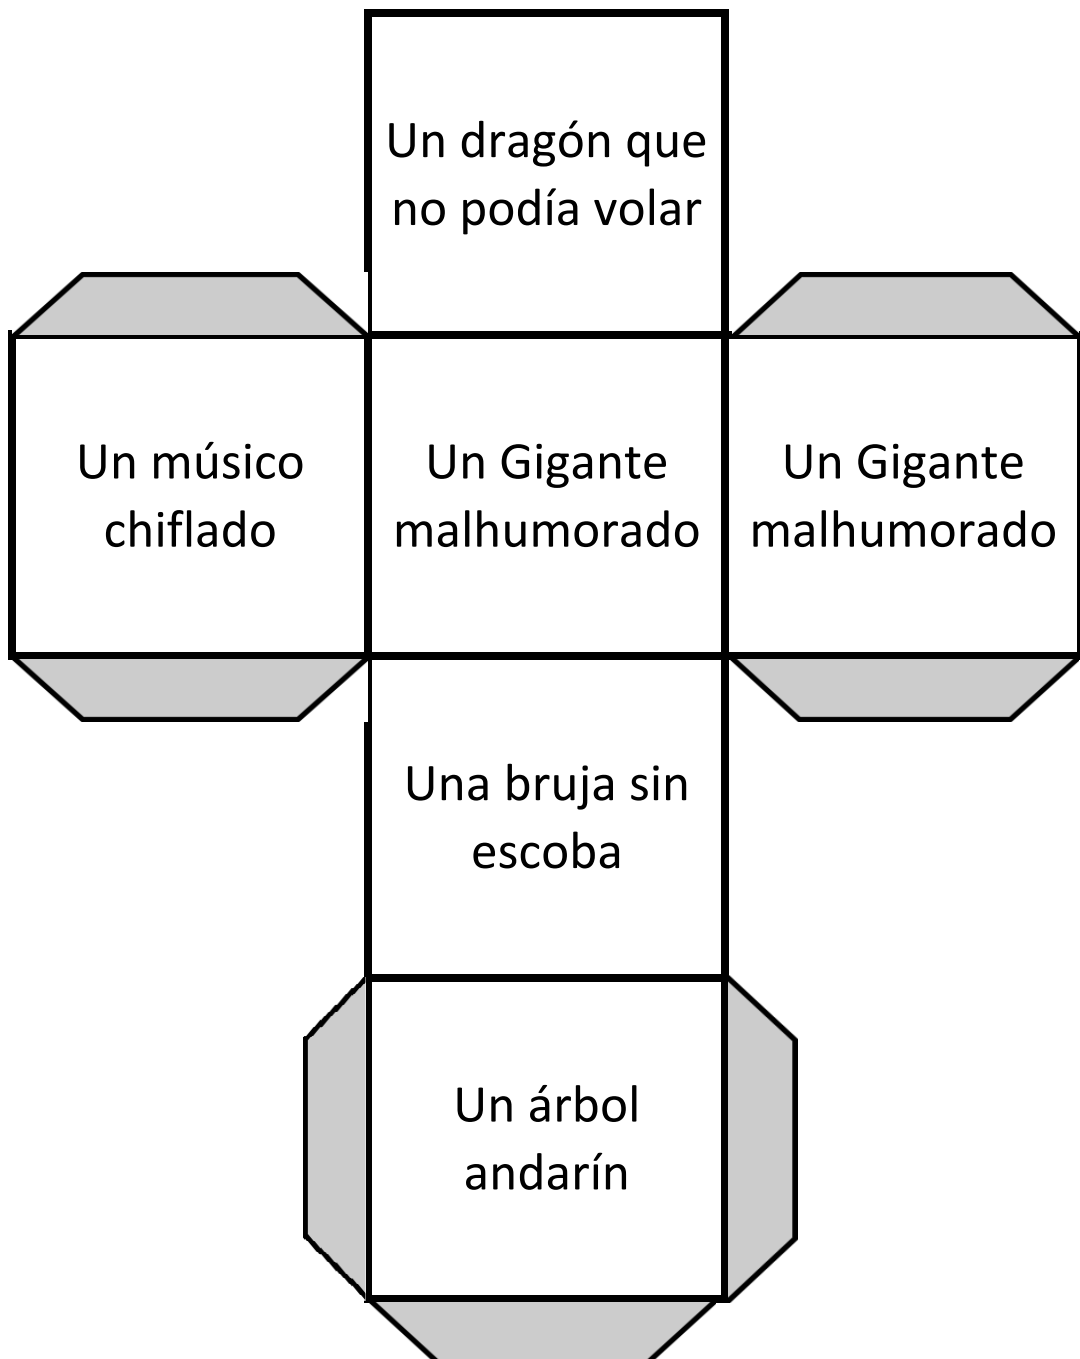 Un dragón que
no podía volar
Un músico
chiflado
Un Gigante
malhumorado
Un Gigante
malhumorado
Una bruja sin
escoba
Un árbol
andarín